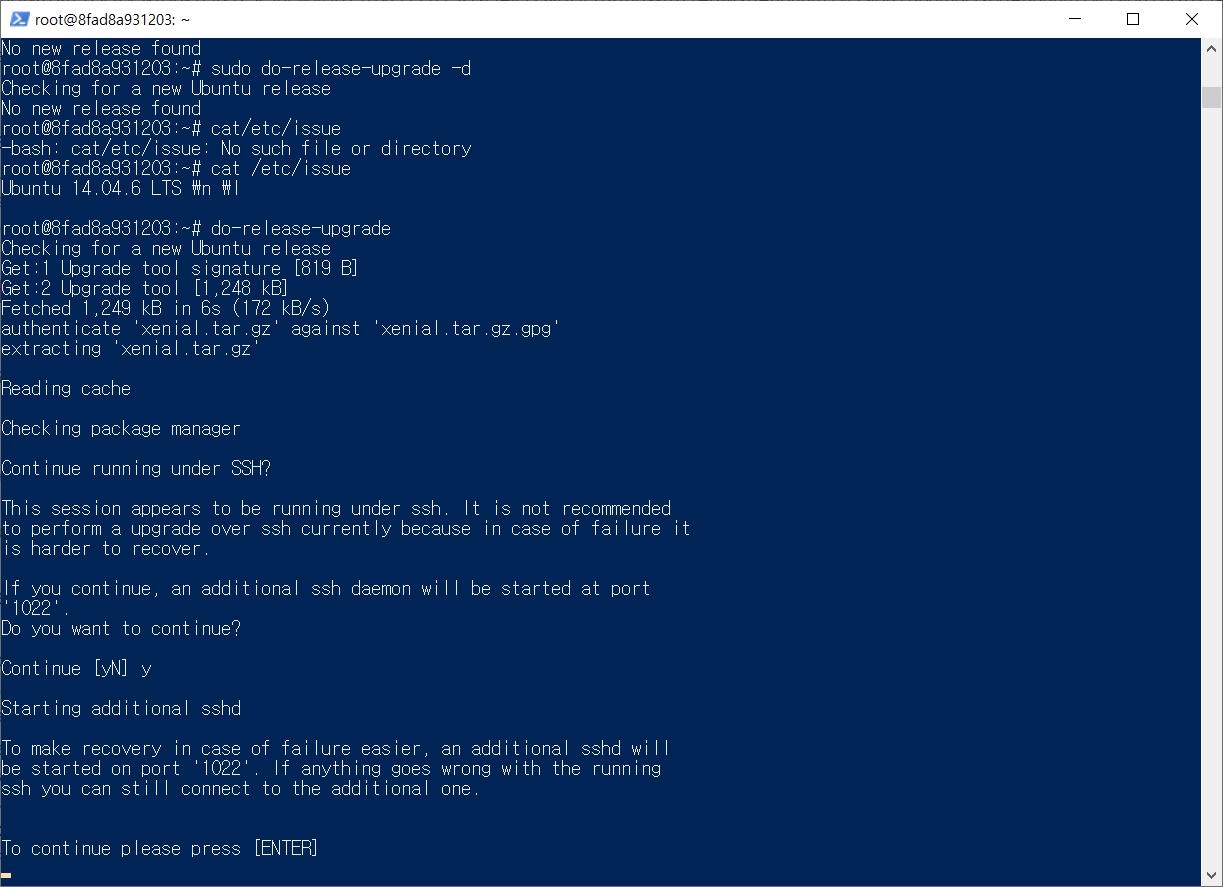 root@8fad8a931203: ~
No new release found
root@8fad8a931203:~# sudo do-release-upgrade -d
Checking for a new Ubuntu release
No new release found
root@8fad8a931203:~# cat/etc/issue
-bash: cat/etc/issue: No such file or directory
root@8fad8a931203:~# cat /etc/issue
Ubuntu 14.04.6 LTS ₩n ₩l
root@8fad8a931203:~# do-release-upgrade
Checking for a new Ubuntu release
Get:1 Upgrade tool signature [819 B]
Get:2 Upgrade tool [1,248 kB]
Fetched 1,249 kB in 6s (172 kB/s)
authenticate 'xenial.tar.gz' against 'xenial.tar.gz.gpg'
extracting 'xenial.tar.gz'
Reading cache
Checking package manager
Continue running under SSH?
This session appears to be running under ssh. It is not recommended
to perform a upgrade over ssh currently because in case of failure it
is harder to recover.
If you continue, an additional ssh daemon will be started at port
'1022'.
Do you want to continue?
Continue [yN] y
Starting additional sshd
To make recovery in case of failure easier, an additional sshd will
be started on port '1022'. If anything goes wrong with the running
ssh you can still connect to the additional one.
To continue please press [ENTER]